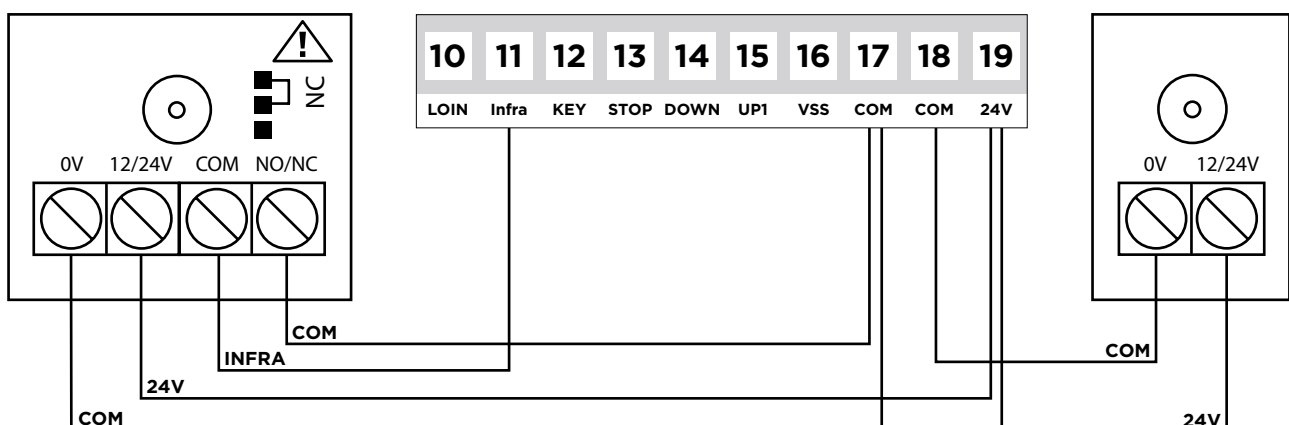 !
NC
0V 12/24V COM NO/NC
10 11 12 13 14 15 16 17 18 19
LOIN Infra KEY STOP DOWN UP1 VSS COM COM 24V
0V 12/24V
COM
INFRA
24V
COM
COM
24V